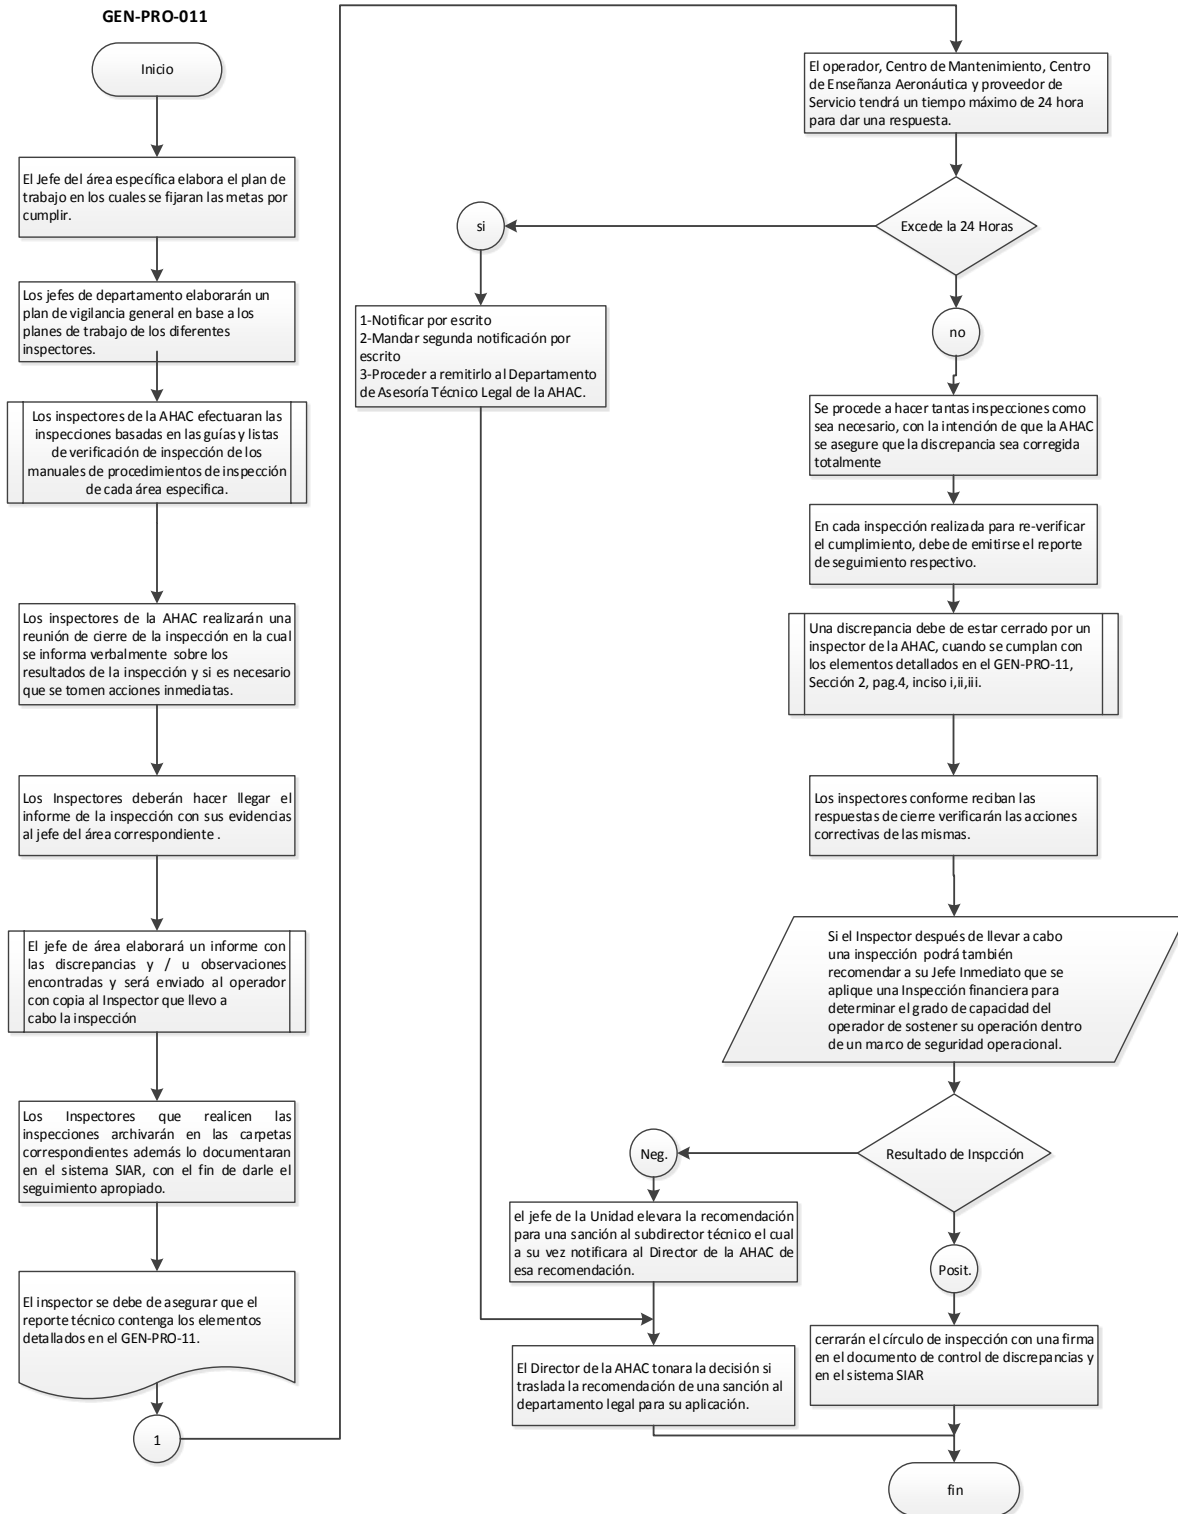 GEN-PRO-011
Inicio
El Jefe del área específica elabora el plan de
trabajo en los cuales se fijaran las metas por
cumplir.
Los jefes de departamento elaborarán un
plan de vigilancia general en base a los
planes de trabajo de los diferentes
inspectores.
Los inspectores de la AHAC efectuaran las
inspecciones basadas en las guías y listas
de verificación de inspección de los
manuales de procedimientos de inspección
de cada área especifica.
Los inspectores de la AHAC realizarán una
reunión de cierre de la inspección en la cual
se informa verbalmente sobre los
resultados de la inspección y si es necesario
que se tomen acciones inmediatas.
Los Inspectores deberán hacer llegar el
informe de la inspección con sus evidencias
al jefe del área correspondiente .
El jefe de área elaborará un informe con
las discrepancias y / u observaciones
encontradas y será enviado al operador
con copia al Inspector que llevo a
cabo la inspección
Los Inspectores que realicen las
inspecciones archivarán en las carpetas
correspondientes además lo documentaran
en el sistema SIAR, con el fin de darle el
seguimiento apropiado.
El inspector se debe de asegurar que el
reporte técnico contenga los elementos
detallados en el GEN-PRO-11.
1
El operador, Centro de Mantenimiento, Centro
de Enseñanza Aeronáutica y proveedor de
Servicio tendrá un tiempo máximo de 24 hora
para dar una respuesta.
Excede la 24 Horas
si
1-Notificar por escrito
2-Mandar segunda notificación por
escrito
3-Proceder a remitirlo al Departamento
de Asesoría Técnico Legal de la AHAC.
no
Se procede a hacer tantas inspecciones como
sea necesario, con la intención de que la AHAC
se asegure que la discrepancia sea corregida
totalmente
En cada inspección realizada para re-verificar
el cumplimiento, debe de emitirse el reporte
de seguimiento respectivo.
Una discrepancia debe de estar cerrado por un
inspector de la AHAC, cuando se cumplan con
los elementos detallados en el GEN-PRO-11,
Sección 2, pag.4, inciso i,ii,iii.
Los inspectores conforme reciban las
respuestas de cierre verificarán las acciones
correctivas de las mismas.
Si el Inspector después de llevar a cabo
una inspección podrá también
recomendar a su Jefe Inmediato que se
aplique una Inspección financiera para
determinar el grado de capacidad del
operador de sostener su operación dentro
de un marco de seguridad operacional.
Resultado de Inspcción
Neg.
el jefe de la Unidad elevara la recomendación
para una sanción al subdirector técnico el cual
a su vez notificara al Director de la AHAC de
esa recomendación.
El Director de la AHAC tonara la decisión si
traslada la recomendación de una sanción al
departamento legal para su aplicación.
Posit.
cerrarán el círculo de inspección con una firma
en el documento de control de discrepancias y
en el sistema SIAR
fin